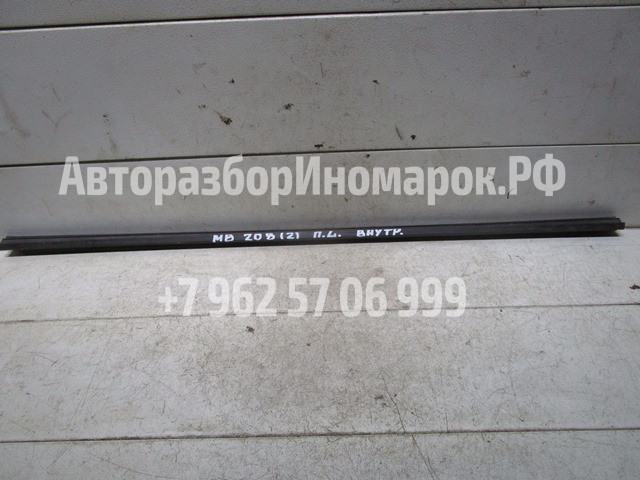 АвторазборИномарок.РФ
MB 208 (2) П.L. ВНУТР.
+7 962 57 06 999